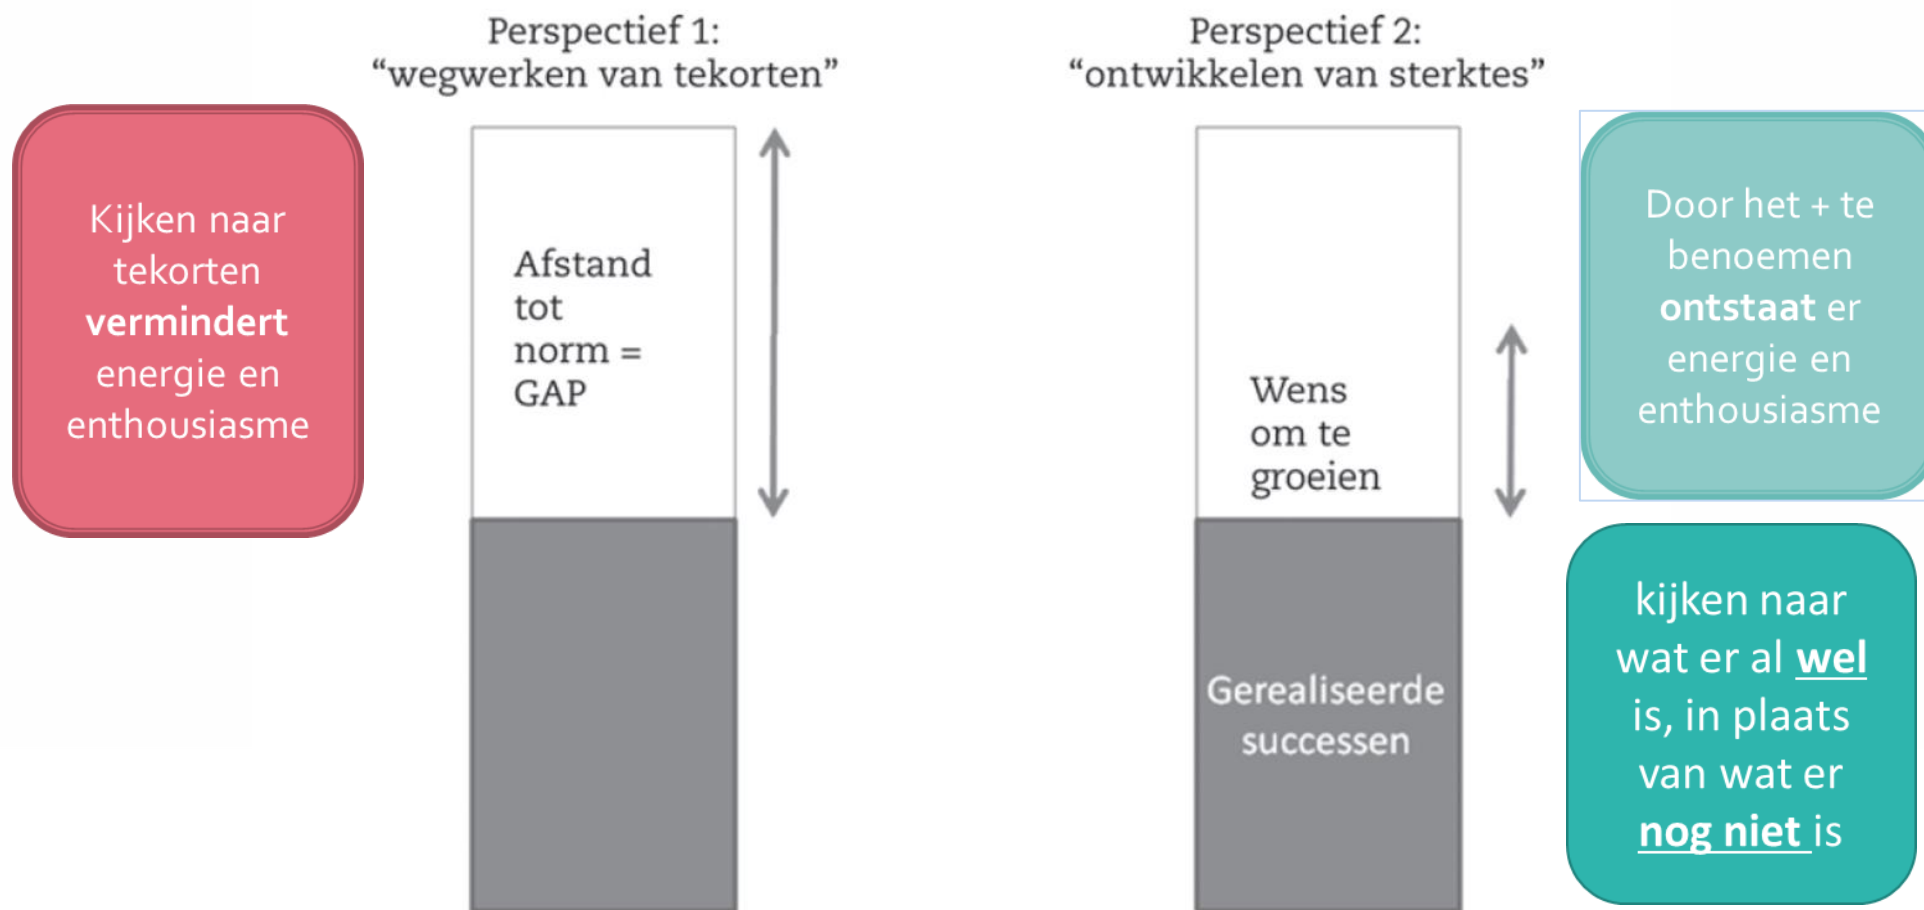 Perspectief 1:
“wegwerken van tekorten”
Kijken naar
tekorten
vermindert
energie en
enthousiasme
Afstand
tot
norm =
GAP
Perspectief 2:
“ontwikkelen van sterktes”
Wens
om te
groeien
Gerealiseerde
successen
Door het + te
benoemen
ontstaat er
energie en
enthousiasme
kijken naar
wat er al wel
is, in plaats
van wat er
nog niet is